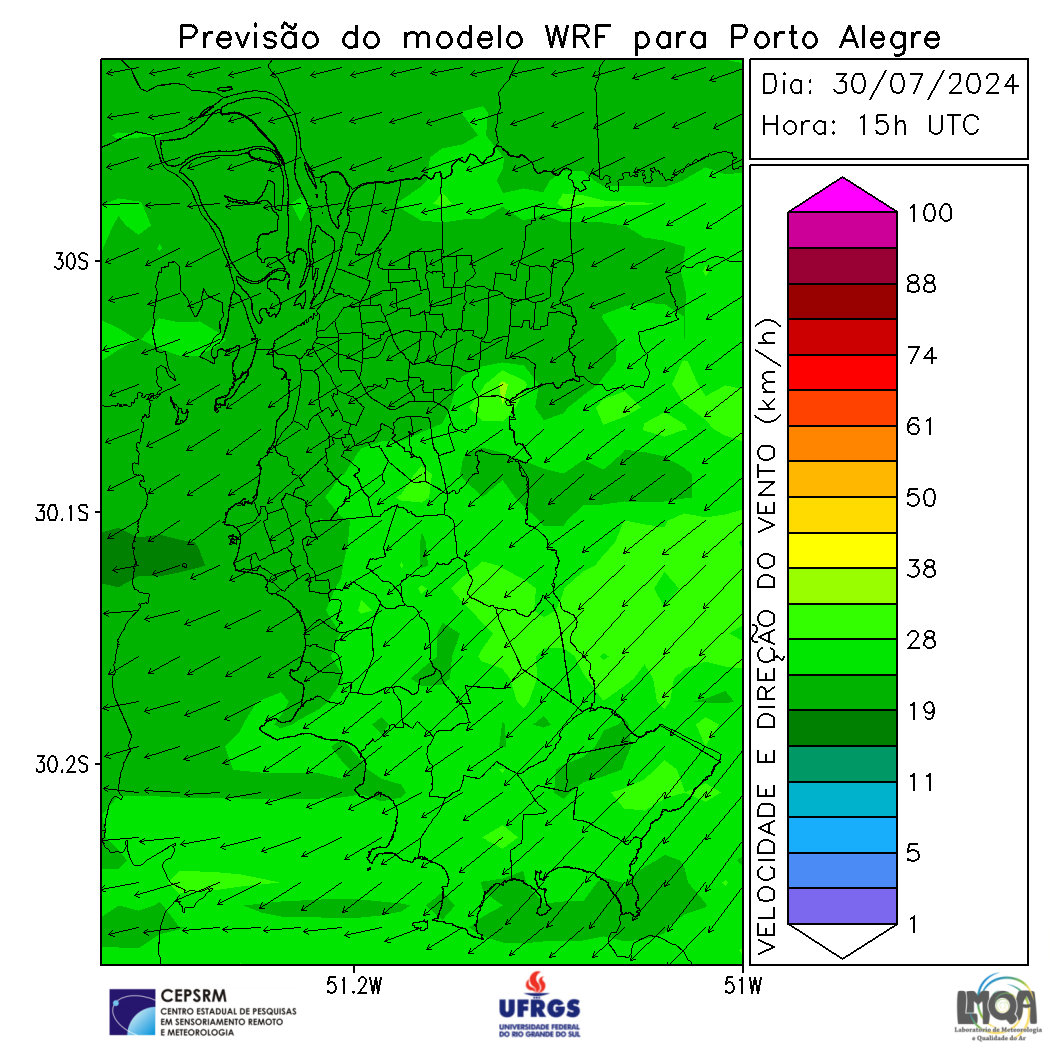 Previsão do modelo WRF para Porto Alegre
Dia: 30/07/2024
Hora: 15h UTC
30S
30.1S
30.2S
51.2W
51W
VELOCIDADE E DIREÇÃO DO VENTO (km/h)
100
88
74
61
50
38
28
19
11
5
1
CEPSRM
CENTRO ESTADUAL DE PESQUISAS
EM SENSORIAMENTO REMOTO
E METEOROLOGIA
UFRGS
UNIVERSIDADE FEDERAL
DO RIO GRANDE DO SUL
LMQA
Laboratório de Meteorologia
e Qualidade do Ar